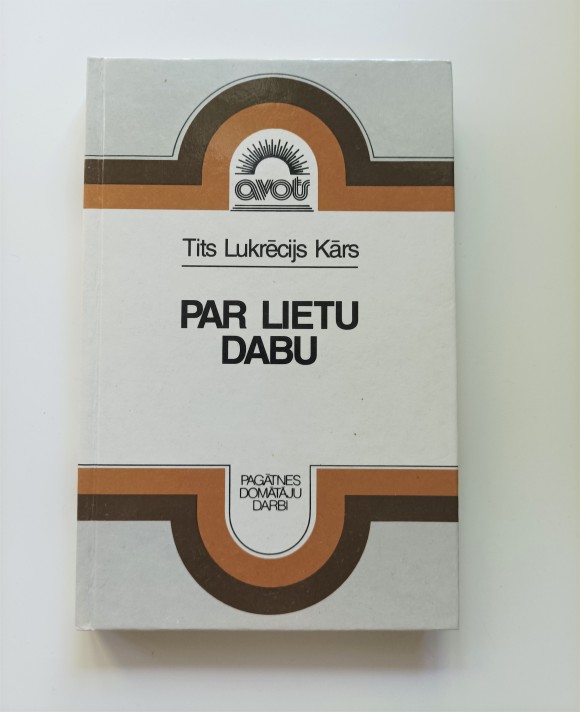 avots
Tits Lukrēcijs Kārs
PAR LIETU
DABU
PAGĀTNES
DOMĀTĀJU
DARBI